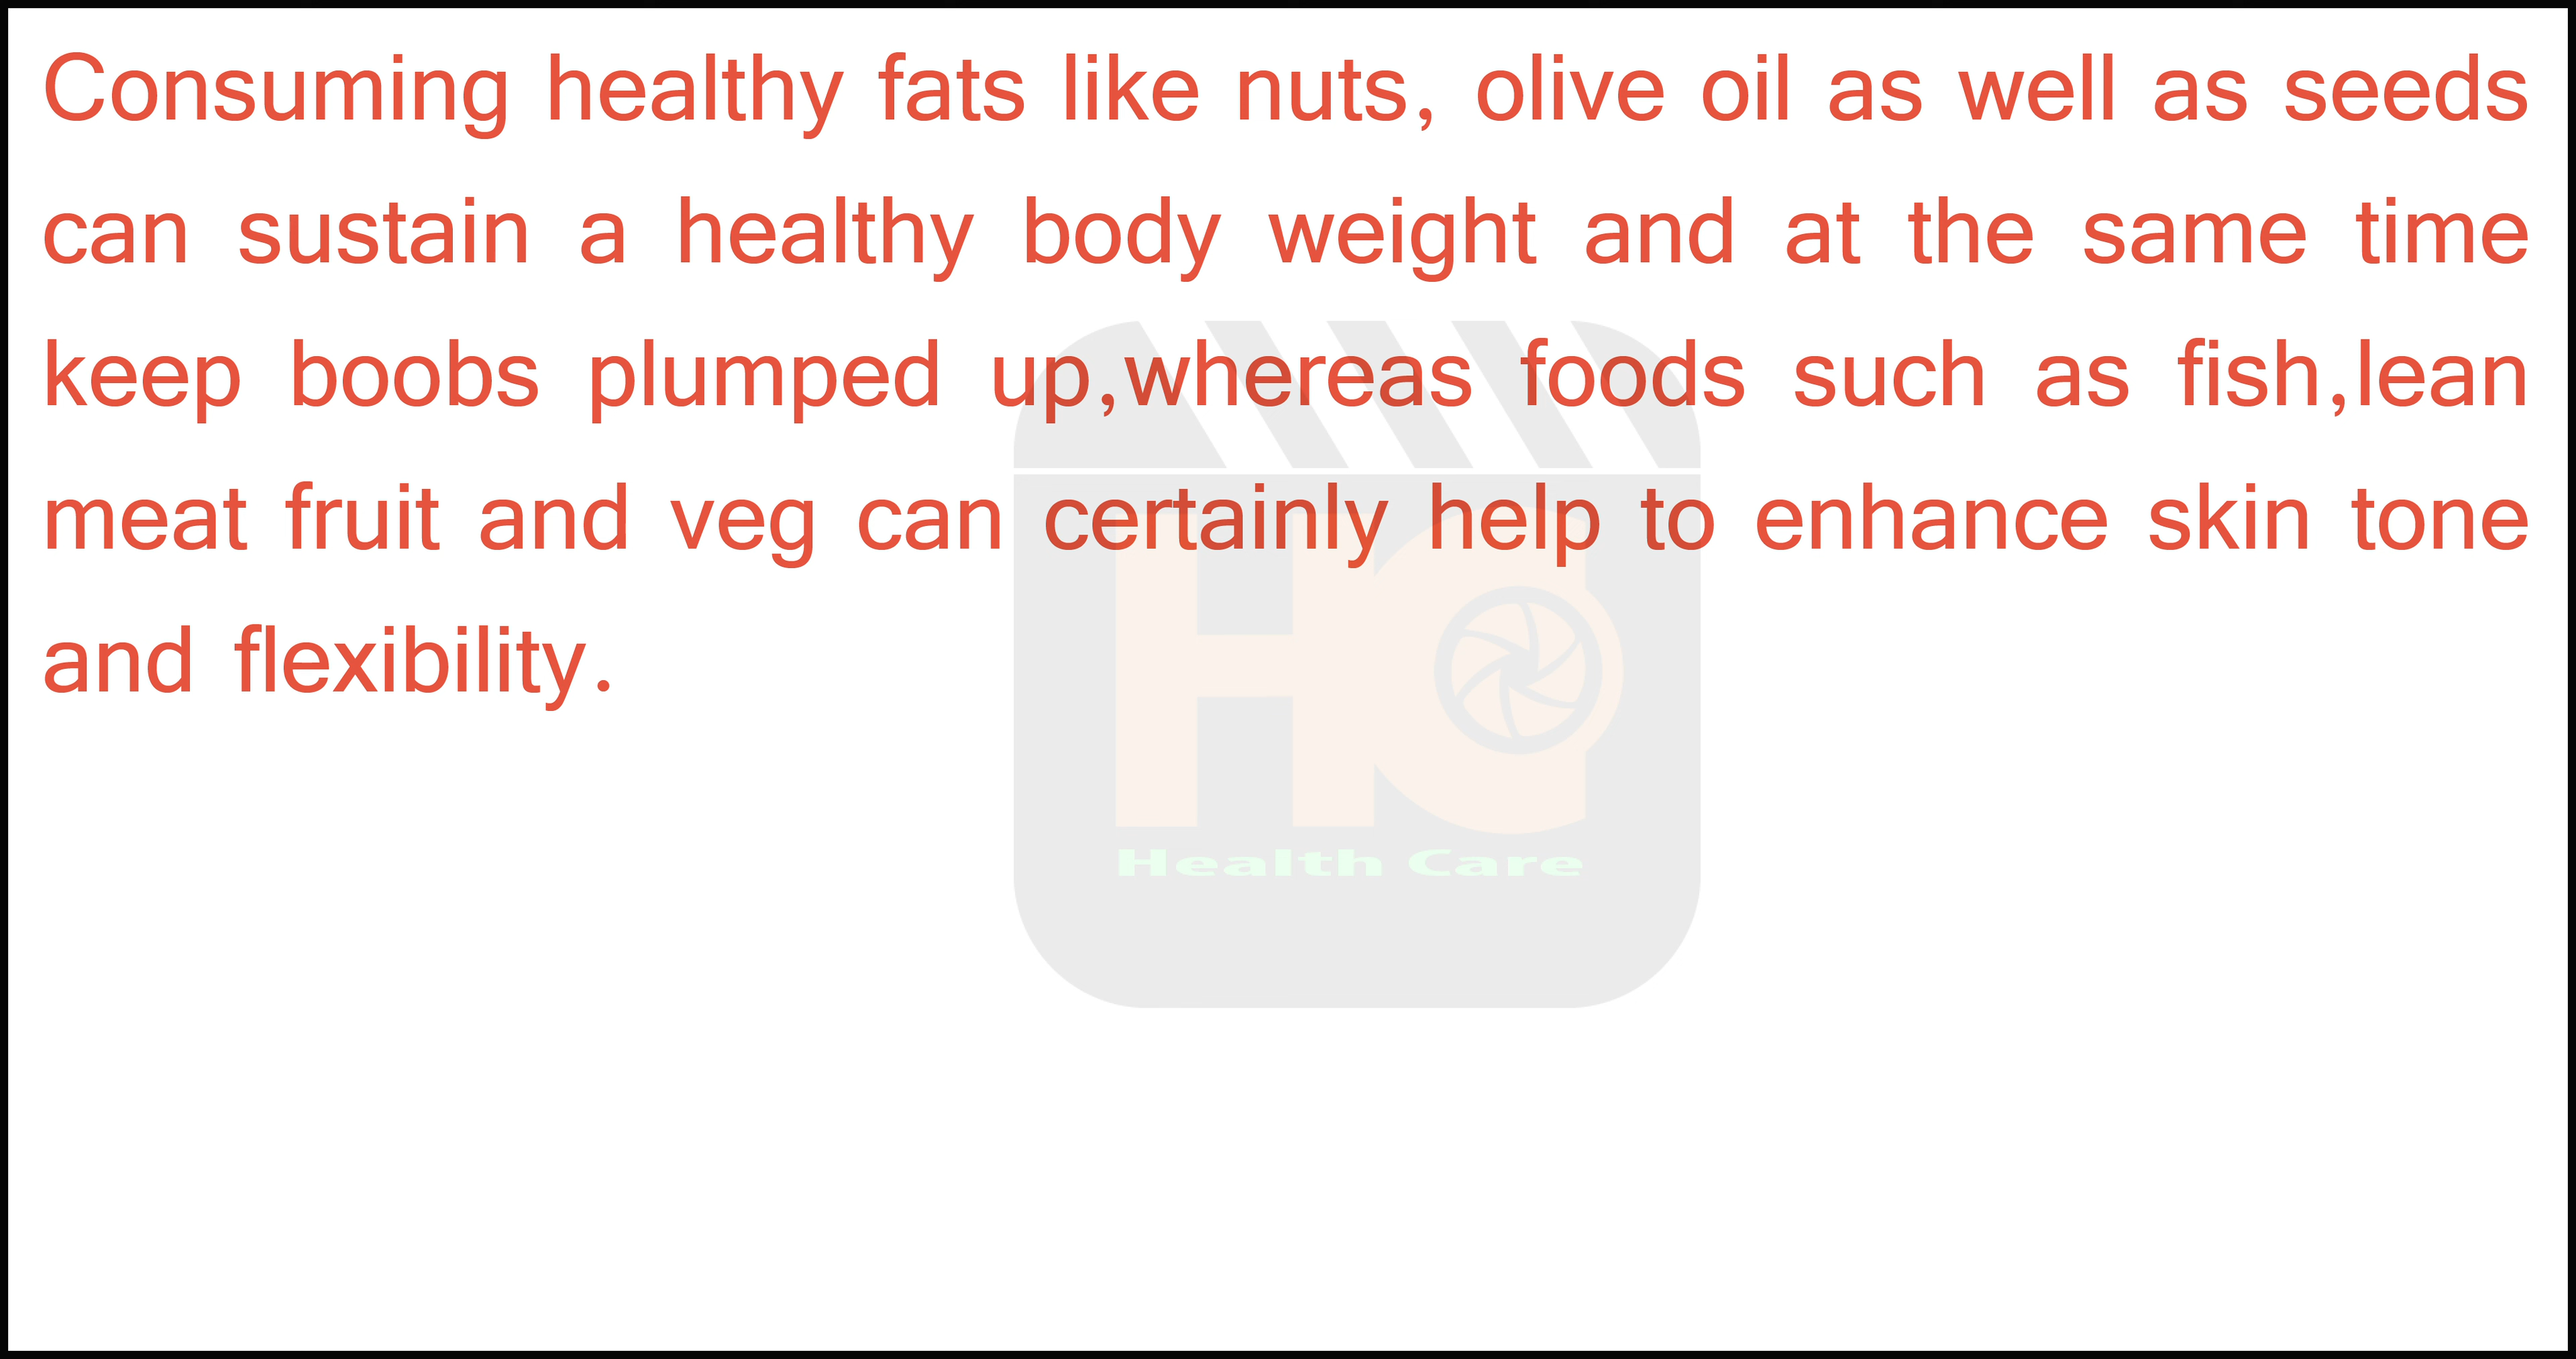 Consuming healthy fats like nuts, olive oil as well as seeds
can sustain a healthy body weight and at the same time
keep boobs plumped up,whereas foods such as fish,lean
meat fruit and veg can certainly help to enhance skin tone
and flexibility.
HC
Health Care